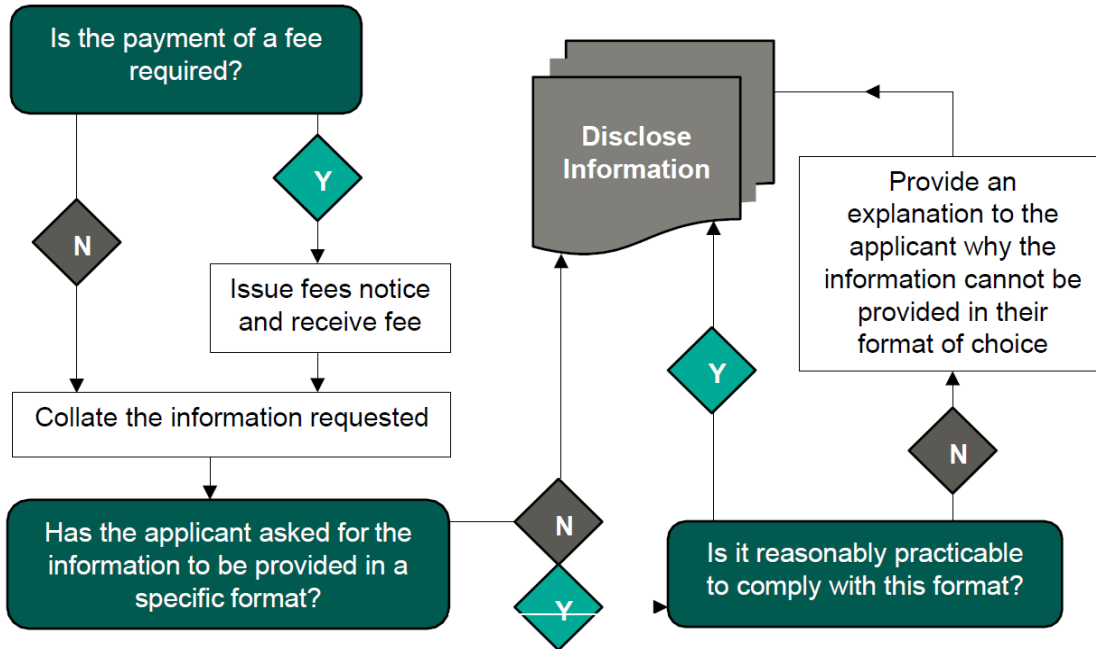 Is the payment of a fee
required?
Y
N
Issue fees notice
and receive fee
Collate the information requested
Has the applicant asked for the
information to be provided in a
specific format?
N
Y
Disclose
Information
Y
Is it reasonably practicable
to comply with this format?
N
Provide an
explanation to the
applicant why the
information cannot be
provided in their
format of choice